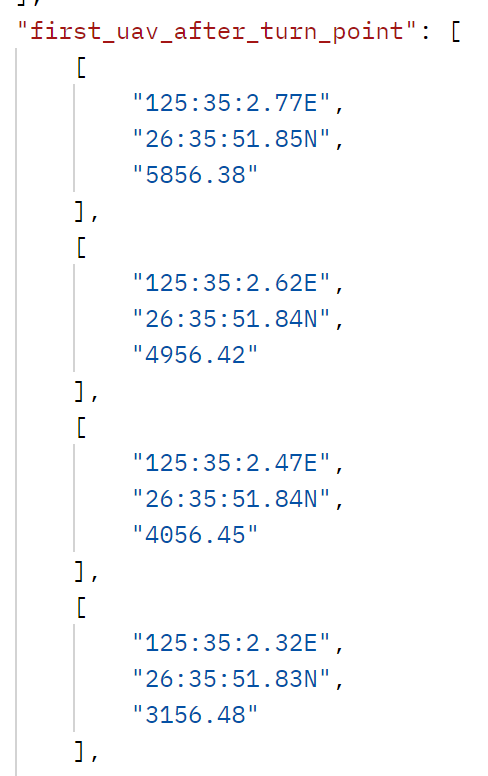 ],
"first_uav_after_turn_point": [
[
"125:35:2.77E",
"26:35:51.85N",
"5856.38"
],
[
"125:35:2.62E",
"26:35:51.84N",
"4956.42"
],
[
"125:35:2.47E",
"26:35:51.84N",
"4056.45"
],
[
"125:35:2.32E",
"26:35:51.83N",
"3156.48"
],